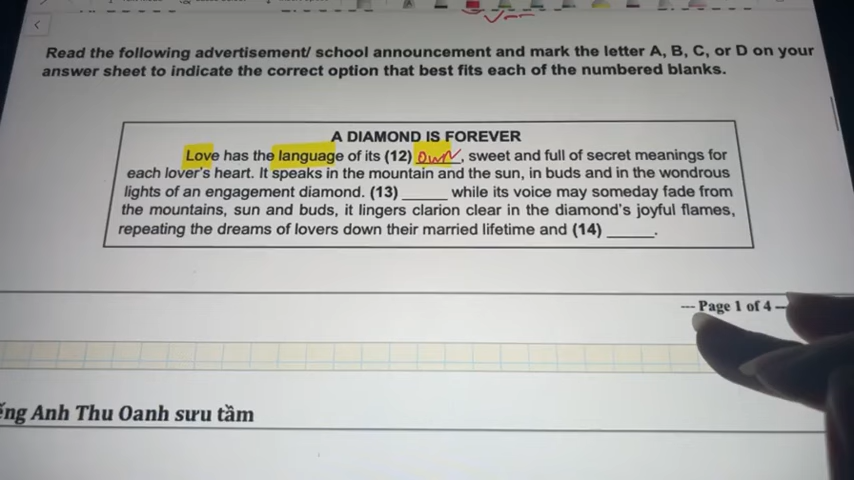 Read the following advertisement/ school announcement and mark the letter A, B, C, or D on your
answer sheet to indicate the correct option that best fits each of the numbered blanks.
A DIAMOND IS FOREVER
Love has the language of its (12) own, sweet and full of secret meanings for
each lover's heart. It speaks in the mountain and the sun, in buds and in the wondrous
lights of an engagement diamond. (13) _____ while its voice may someday fade from
the mountains, sun and buds, it lingers clarion clear in the diamond's joyful flames,
repeating the dreams of lovers down their married lifetime and (14) _____.
--- Page 1 of 4 --
ếng Anh Thu Oanh sưu tầm